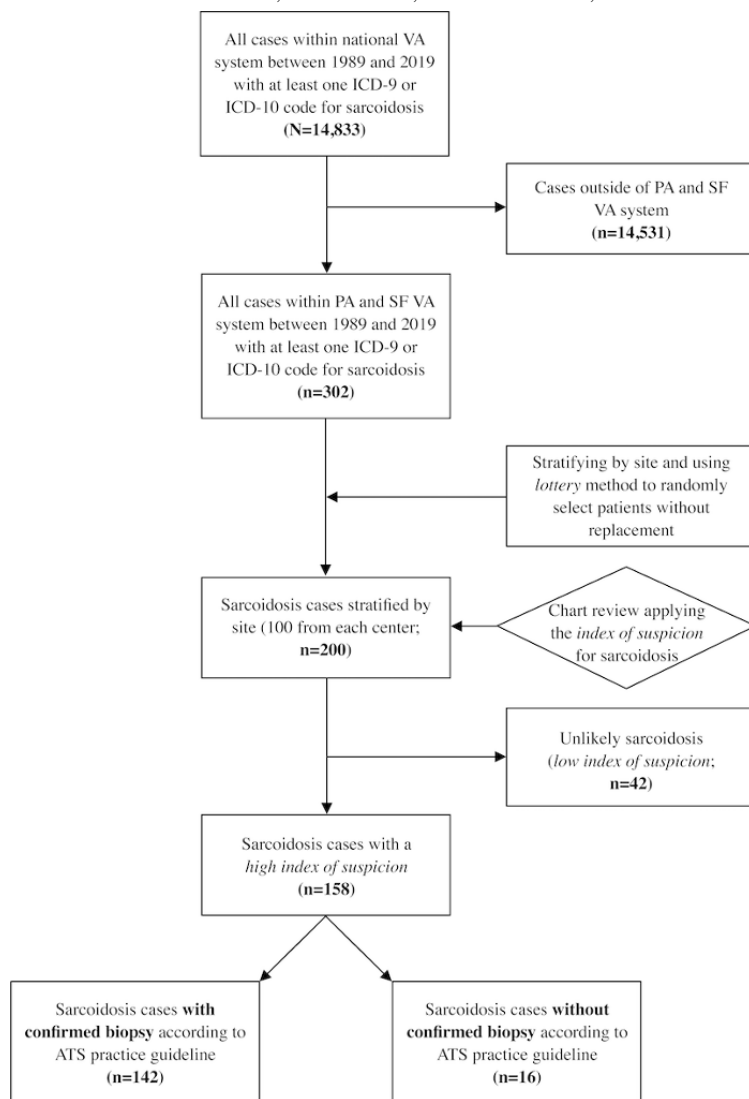 All cases within national VA
system between 1989 and 2019
with at least one ICD-9 or
ICD-10 code for sarcoidosis
(N=14,833)
Cases outside of PA and SF
VA system
(n=14,531)
All cases within PA and SF VA
system between 1989 and 2019
with at least one ICD-9 or
ICD-10 code for sarcoidosis
(n=302)
Stratifying by site and using
lottery method to randomly
select patients without
replacement
Sarcoidosis cases stratified by
site (100 from each center;
n=200)
Chart review applying
the index of suspicion
for sarcoidosis
Unlikely sarcoidosis
(low index of suspicion;
n=42)
Sarcoidosis cases with a
high index of suspicion
(n=158)
Sarcoidosis cases with
confirmed biopsy according to
ATS practice guideline
(n=142)
Sarcoidosis cases without
confirmed biopsy according to
ATS practice guideline
(n=16)